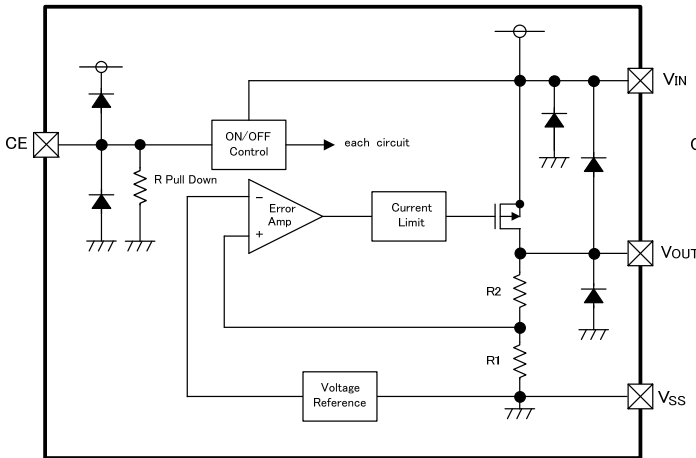 VIN
CE
ON/OFF
Control
each circuit
R Pull Down
−
Error
Amp
+
Current
Limit
VOUT
R2
R1
Voltage
Reference
VSS